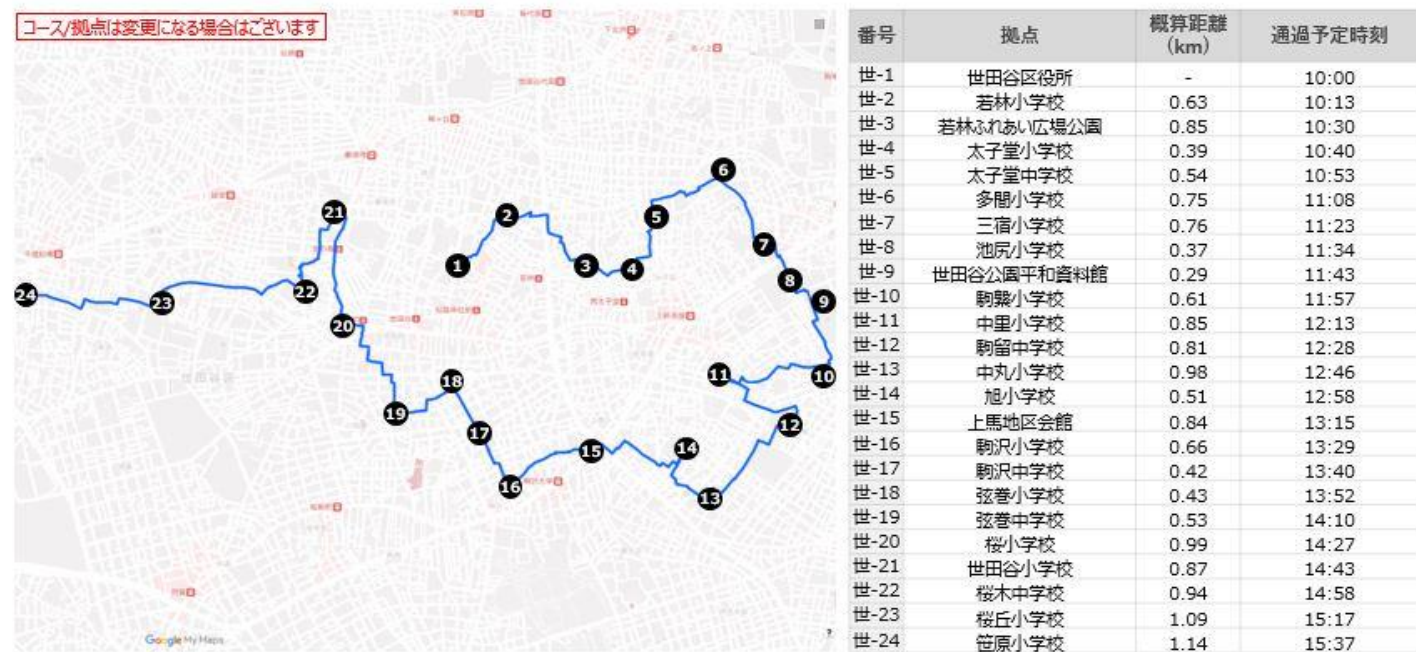 コース/拠点は変更になる場合はございます
番号 拠点 概算距離（km） 通過予定時刻
世-1 世田谷区役所 - 10:00
世-2 若林小学校 0.63 10:13
世-3 若林ふれあい広場公園 0.85 10:30
世-4 太子堂小学校 0.39 10:40
世-5 太子堂中学校 0.54 10:53
世-6 多聞小学校 0.75 11:08
世-7 三宿小学校 0.76 11:23
世-8 池尻小学校 0.37 11:34
世-9 世田谷公園平和資料館 0.29 11:43
世-10 駒繋小学校 0.61 11:57
世-11 中里小学校 0.85 12:13
世-12 駒留中学校 0.81 12:28
世-13 中丸小学校 0.98 12:46
世-14 旭小学校 0.51 12:58
世-15 上馬地区会館 0.84 13:15
世-16 駒沢小学校 0.66 13:29
世-17 駒沢中学校 0.42 13:40
世-18 弦巻小学校 0.43 13:52
世-19 弦巻中学校 0.53 14:10
世-20 桜小学校 0.99 14:27
世-21 世田谷小学校 0.87 14:43
世-22 桜木中学校 0.94 14:58
世-23 桜丘小学校 1.09 15:17
世-24 笹原小学校 1.14 15:37
6
21
2
5
7
1
3
4
8
24
22
23
9
20
11
10
18
19
12
17
15
14
16
13
Google My Maps